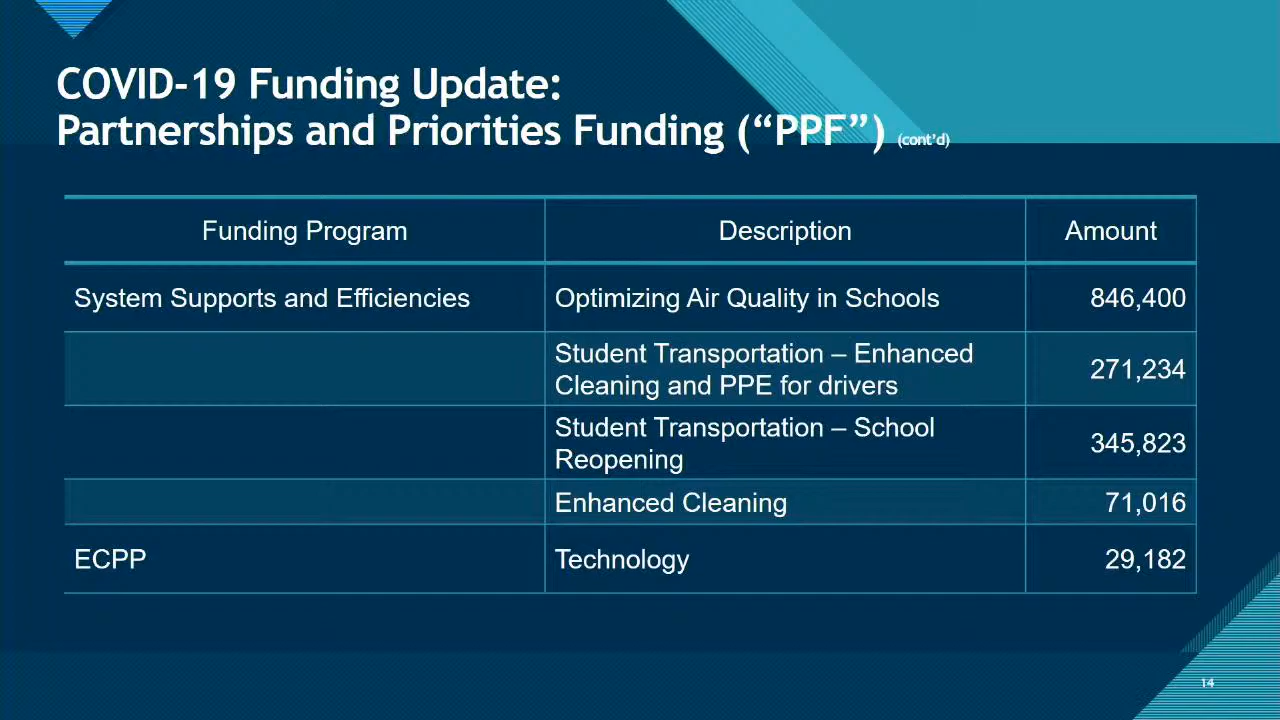 COVID-19 Funding Update:
Partnerships and Priorities Funding (“PPF”) (cont’d)
Funding Program Description Amount
System Supports and Efficiencies Optimizing Air Quality in Schools 846,400
Student Transportation – Enhanced
Cleaning and PPE for drivers 271,234
Student Transportation – School
Reopening 345,823
Enhanced Cleaning 71,016
ECPP Technology 29,182
14